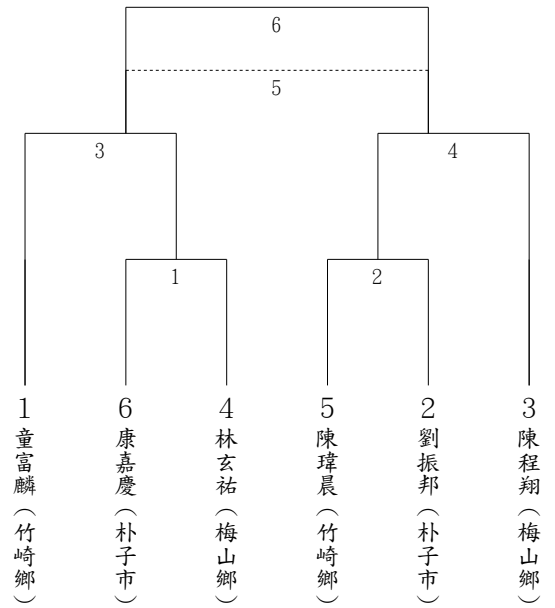 6
5
3
4
1
2
1 童富麟(竹崎鄉)
6 康嘉慶(朴子市)
4 林玄祐(梅山鄉)
5 陳瑋晨(竹崎鄉)
2 劉振邦(朴子市)
3 陳程翔(梅山鄉)